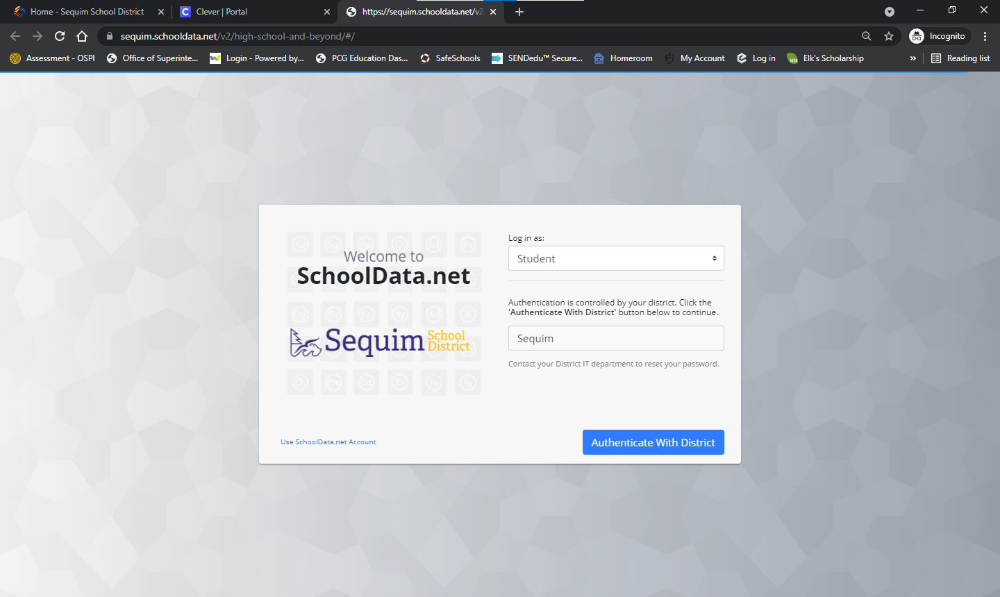 Home - Sequim School District
Clever | Portal
https://sequim.schooldata.net/v2
sequim.schooldata.net/v2/high-school-and-beyond/#/
Incognito
Assessment - OSPI
Office of Superinte...
Login - Powered by...
PCG Education Das...
SafeSchools
SENDedu™ Secure...
Homeroom
My Account
Log in
Elk's Scholarship
»
Reading list
Welcome to
SchoolData.net
Sequim School
District
Use SchoolData.net Account
Log in as:
Student
Authentication is controlled by your district. Click the
'Authenticate With District' button below to continue.
Sequim
Contact your District IT department to reset your password.
Authenticate With District